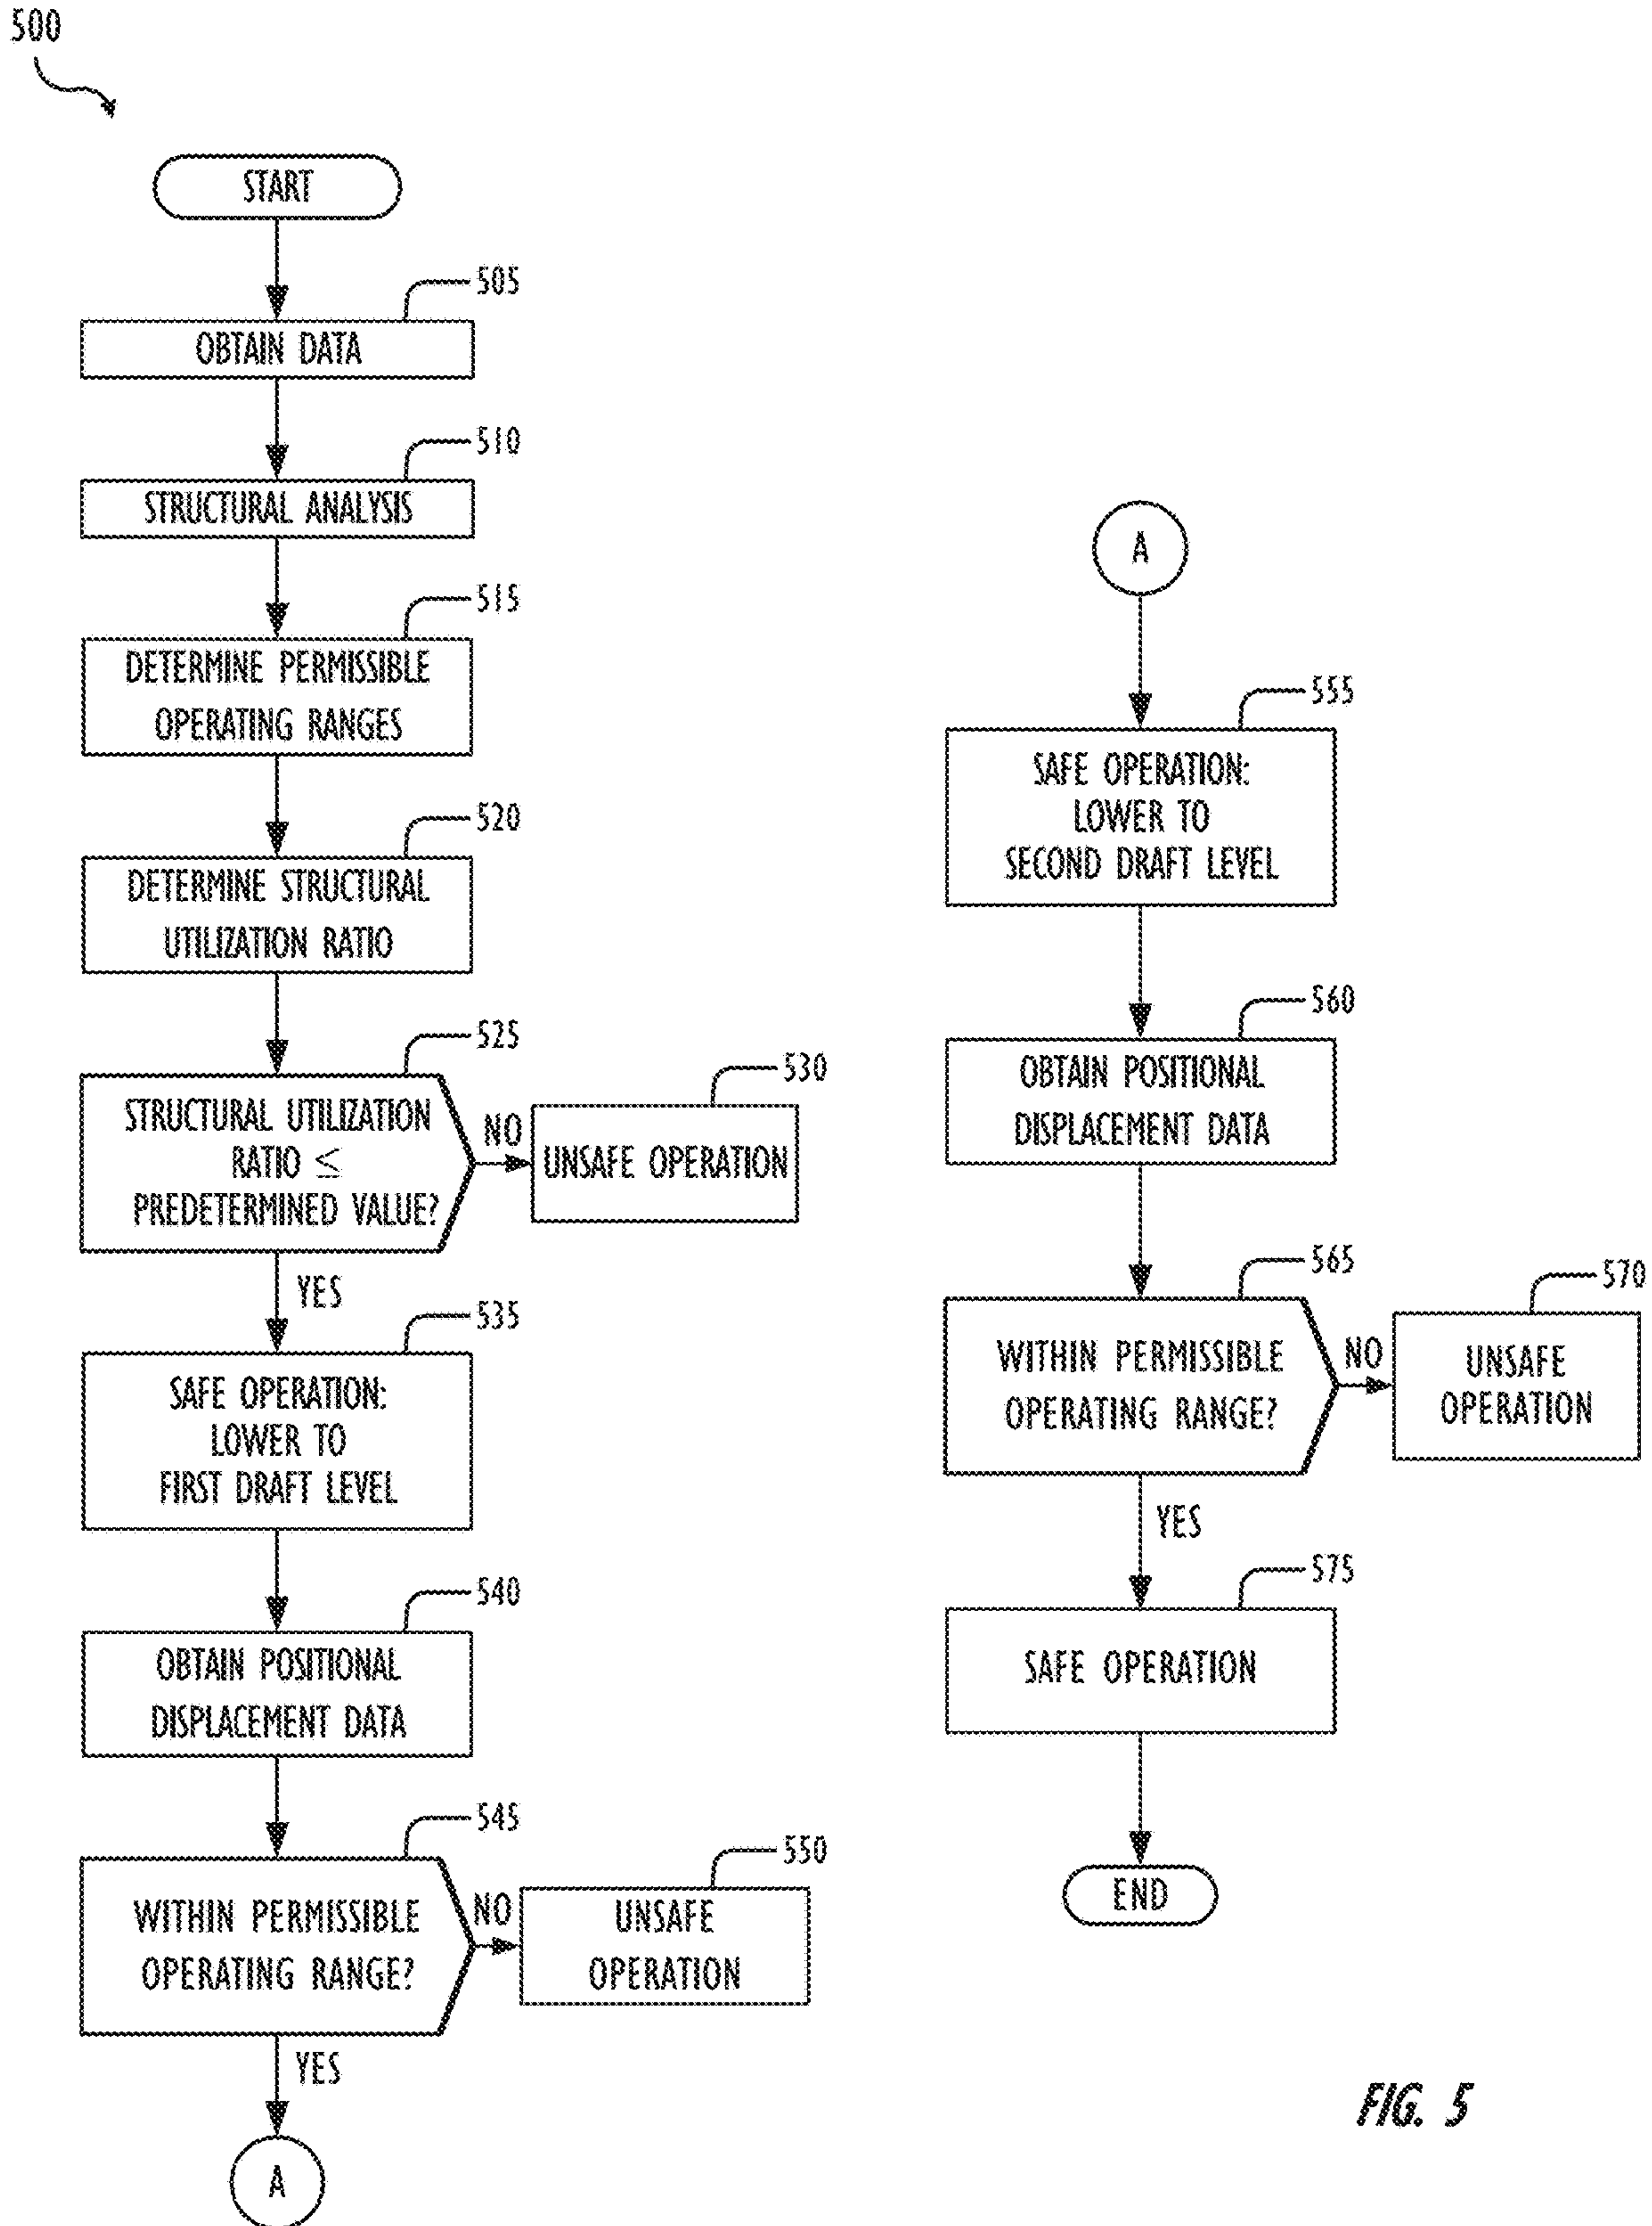 500
START
505
OBTAIN DATA
510
STRUCTURAL ANALYSIS
515
DETERMINE PERMISSIBLE
OPERATING RANGES
520
DETERMINE STRUCTURAL
UTILIZATION RATIO
525
STRUCTURAL UTILIZATION
RATIO ≤
PREDETERMINED VALUE?
NO
530
UNSAFE OPERATION
YES
535
SAFE OPERATION:
LOWER TO
FIRST DRAFT LEVEL
540
OBTAIN POSITIONAL
DISPLACEMENT DATA
545
WITHIN PERMISSIBLE
OPERATING RANGE?
NO
550
UNSAFE
OPERATION
YES
A
A
555
SAFE OPERATION:
LOWER TO
SECOND DRAFT LEVEL
560
OBTAIN POSITIONAL
DISPLACEMENT DATA
565
WITHIN PERMISSIBLE
OPERATING RANGE?
NO
570
UNSAFE
OPERATION
YES
575
SAFE OPERATION
END
FIG. 5